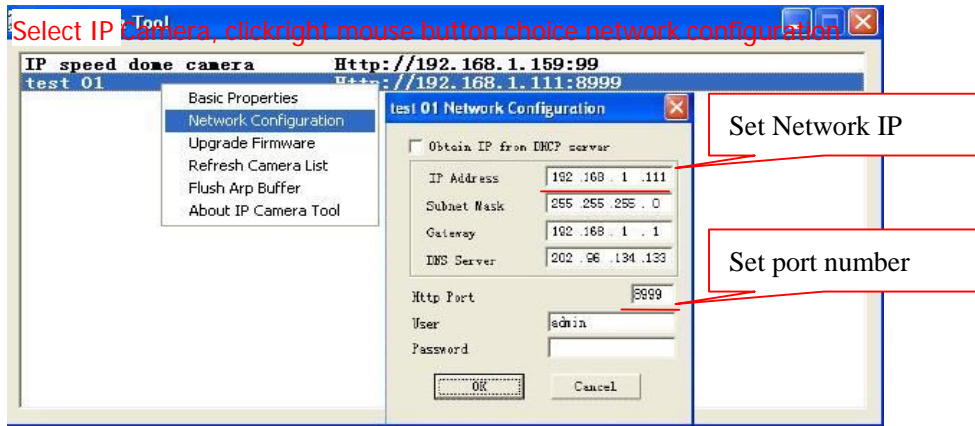 Tool
Select IP Camera, clickright mouse button choice network configuration
IP speed dome camera Http://192.168.1.159:99
test 01 Http://192.168.1.111:8999
Basic Properties
Network Configuration
Upgrade Firmware
Refresh Camera List
Flush Arp Buffer
About IP Camera Tool
test 01 Network Configuration
Obtain IP from DHCP server
IP Address 192 .168 . 1 .111
Subnet Mask 255 .255 .255 . 0
Gateway 192 .168 . 1 . 1
DNS Server 202 . 96 .134 .133
Http Port 8999
User admin
Password
OK Cancel
Set Network IP
Set port number